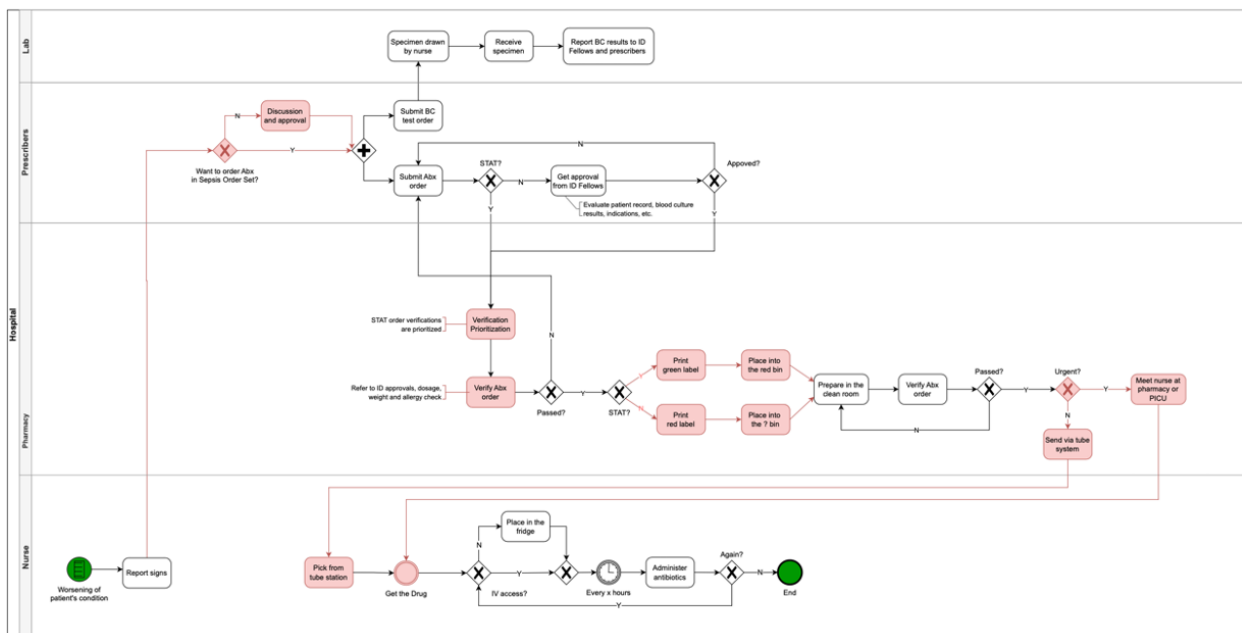 Hospital
Lab
Specimen drawn
by nurse
Receive
specimen
Report BC results to ID
Fellows and prescribers
Prescribers
Discussion
and approval
N
Y
Want to order Abx
in Sepsis Order Set?
Submit BC
test order
Submit Abx
order
STAT?
N
Y
Get approval
from ID Fellows
Evaluate patient record, blood culture
results, indications, etc.
N
Appoved?
Y
Pharmacy
STAT order verifications
are prioritized
Verification
Prioritization
Refer to ID approvals, dosage,
weight and allergy check
Verify Abx
order
N
Passed?
Y
STAT?
Print
green label
Place into
the red bin
Print
red label
Place into
the ? bin
Prepare in the
clean room
Verify Abx
order
Passed?
N
Y
Urgent?
Y
N
Meet nurse at
pharmacy or
PICU
Send via tube
system
Nurse
Worsening of
patient's condition
Report signs
Pick from
tube station
Get the Drug
N
Place in the
fridge
Y
IV access?
Every x hours
Administer
antibiotics
Again?
N
Y
End